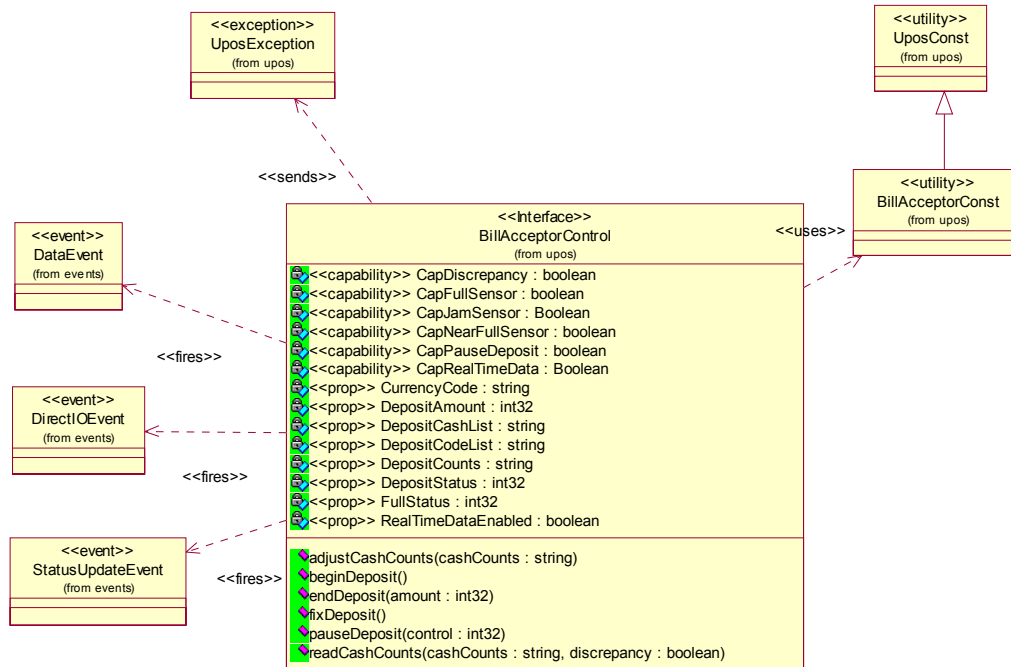 <<exception>>
UposException
(from upos)
<<utility>>
UposConst
(from upos)
<<sends>>
<<utility>>
BillAcceptorConst
(from upos)
<<uses>>
<<event>>
DataEvent
(from events)
<<fires>>
<<event>>
DirectIOEvent
(from events)
<<fires>>
<<event>>
StatusUpdateEvent
(from events)
<<fires>>
<<Interface>>
BillAcceptorControl
(from upos)
<<capability>> CapDiscrepancy : boolean
<<capability>> CapFullSensor : boolean
<<capability>> CapJamSensor : Boolean
<<capability>> CapNearFullSensor : boolean
<<capability>> CapPauseDeposit : boolean
<<capability>> CapRealTimeData : Boolean
<<prop>> CurrencyCode : string
<<prop>> DepositAmount : int32
<<prop>> DepositCashList : string
<<prop>> DepositCodeList : string
<<prop>> DepositCounts : string
<<prop>> DepositStatus : int32
<<prop>> FullStatus : int32
<<prop>> RealTimeDataEnabled : boolean
adjustCashCounts(cashCounts : string)
beginDeposit()
endDeposit(amount : int32)
fixDeposit()
pauseDeposit(control : int32)
readCashCounts(cashCounts : string, discrepancy : boolean)